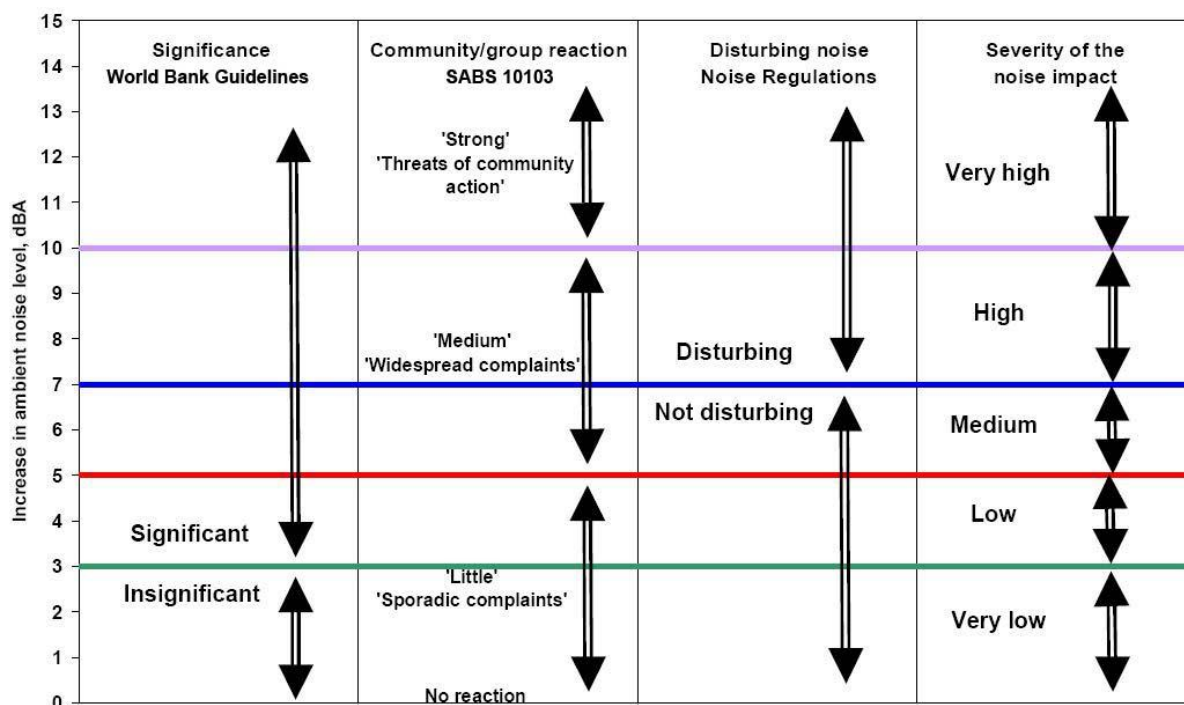 Increase in ambient noise level, dBA
15
14
13
12
11
10
9
8
7
6
5
4
3
2
1
0
Significance
World Bank Guidelines
Significant
Insignificant
Community/group reaction
SABS 10103
'Strong'
'Threats of community
action'
'Medium'
'Widespread complaints'
'Little'
'Sporadic complaints'
No reaction
Disturbing noise
Noise Regulations
Disturbing
Not disturbing
Severity of the
noise impact
Very high
High
Medium
Low
Very low